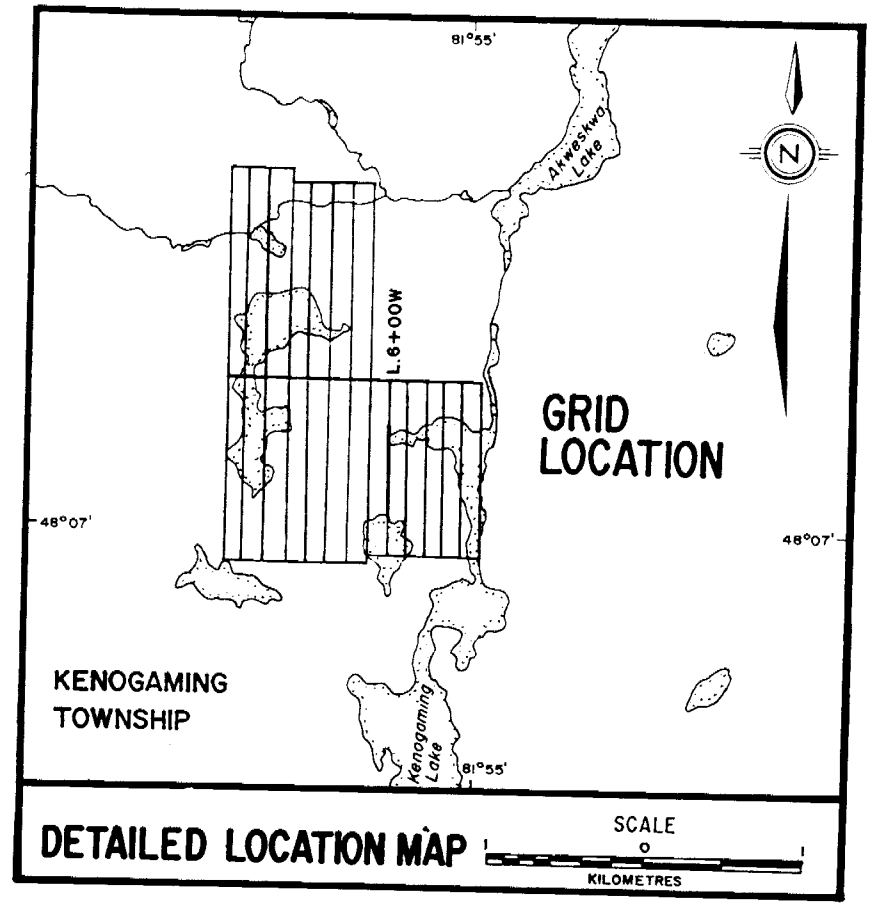 81°55'
Akweskwa
Lake
N
L.6+00W
GRID
LOCATION
48°07'
48°07'
KENOGAMING
TOWNSHIP
Kenogaming
Lake
81°55'
DETAILED LOCATION MAP
SCALE
1 0 1
KILOMETRES